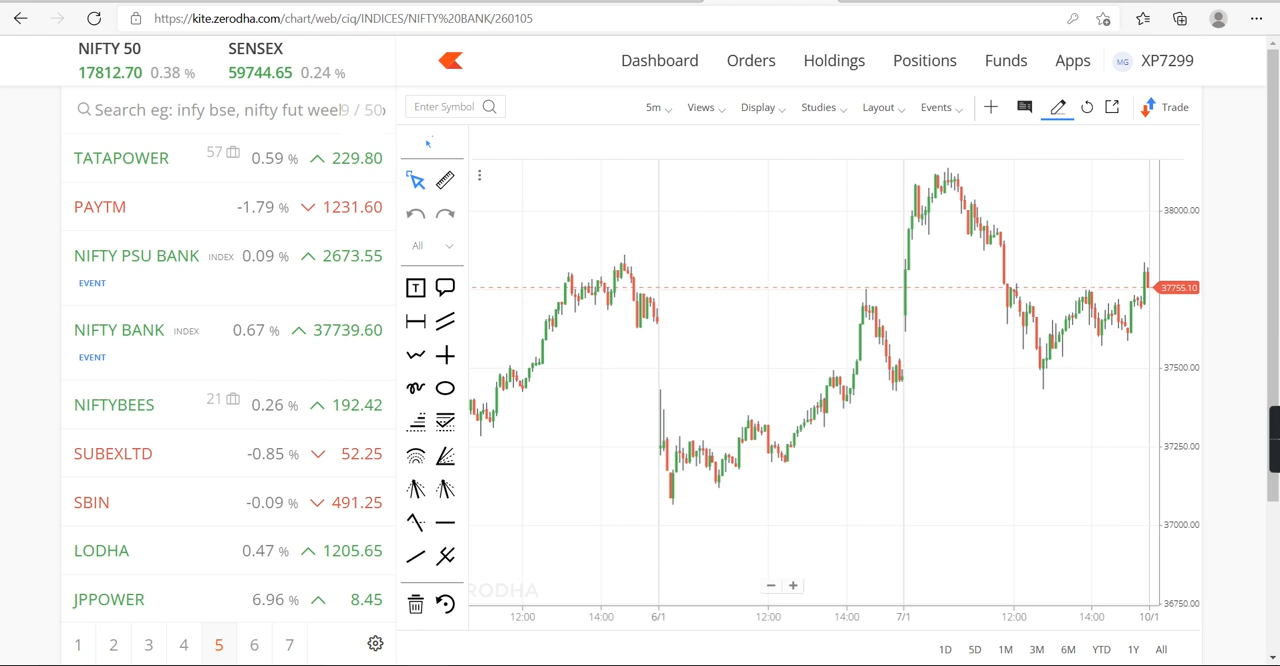 https://kite.zerodha.com/chart/web/ciq/INDICES/NIFTY%20BANK/260105
NIFTY 50
17812.70 0.38 %
SENSEX
59744.65 0.24 %
Dashboard
Orders
Holdings
Positions
Funds
Apps
MG
XP7299
Search eg: infy bse, nifty fut wee
9 / 50
TATAPOWER 57 0.59 % 229.80
PAYTM -1.79 % 1231.60
NIFTY PSU BANK INDEX 0.09 % 2673.55
EVENT
NIFTY BANK INDEX 0.67 % 37739.60
EVENT
NIFTYBEES 21 0.26 % 192.42
SUBEXLTD -0.85 % 52.25
SBIN -0.09 % 491.25
LODHA 0.47 % 1205.65
JPPOWER 6.96 % 8.45
1 2 3 4 5 6 7
Enter Symbol
5m
Views
Display
Studies
Layout
Events
Trade
All
T
38000.00
37755.10
37500.00
37250.00
37000.00
36750.00
RODHA
12:00 14:00 6/1 12:00 14:00 7/1 12:00 14:00 10/1
1D 5D 1M 3M 6M YTD 1Y All